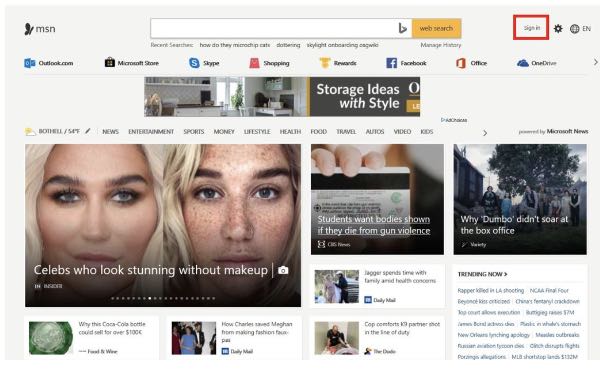 msn
web search
Sign in
EN
Recent Searches: how do they microchip cats dottering skylight onboarding osgwiki
Manage History
Outlook.com
Microsoft Store
Skype
Shopping
Rewards
Facebook
Office
OneDrive
Storage Ideas
with Style
AdChoices
BOTHELL / 54°F
NEWS ENTERTAINMENT SPORTS MONEY LIFESTYLE HEALTH FOOD TRAVEL AUTOS VIDEO KIDS
powered by Microsoft News
Celebs who look stunning without makeup
INSIDER
Students want bodies shown
if they die from gun violence
CBS News
Why 'Dumbo' didn't soar at
the box office
Variety
Jagger spends time with
family amid health concerns
Daily Mail
TRENDING NOW >
Rapper killed in LA shooting NCAA Final Four
Beyoncé kiss criticized China's fentanyl crackdown
Top court allows execution Buttigieg raises $7M
James Bond actress dies Plastic in whale's stomach
New Orleans lynching apology Measles outbreaks
Russian aviation tycoon dies Glitch disrupts flights
Porzingis allegations MLB shortstop lands $132M
Why this Coca-Cola bottle
could sell for over $100K
Food & Wine
How Charles saved Meghan
from making fashion faux-
pas
Daily Mail
Cop comforts K9 partner shot
in the line of duty
The Dodo